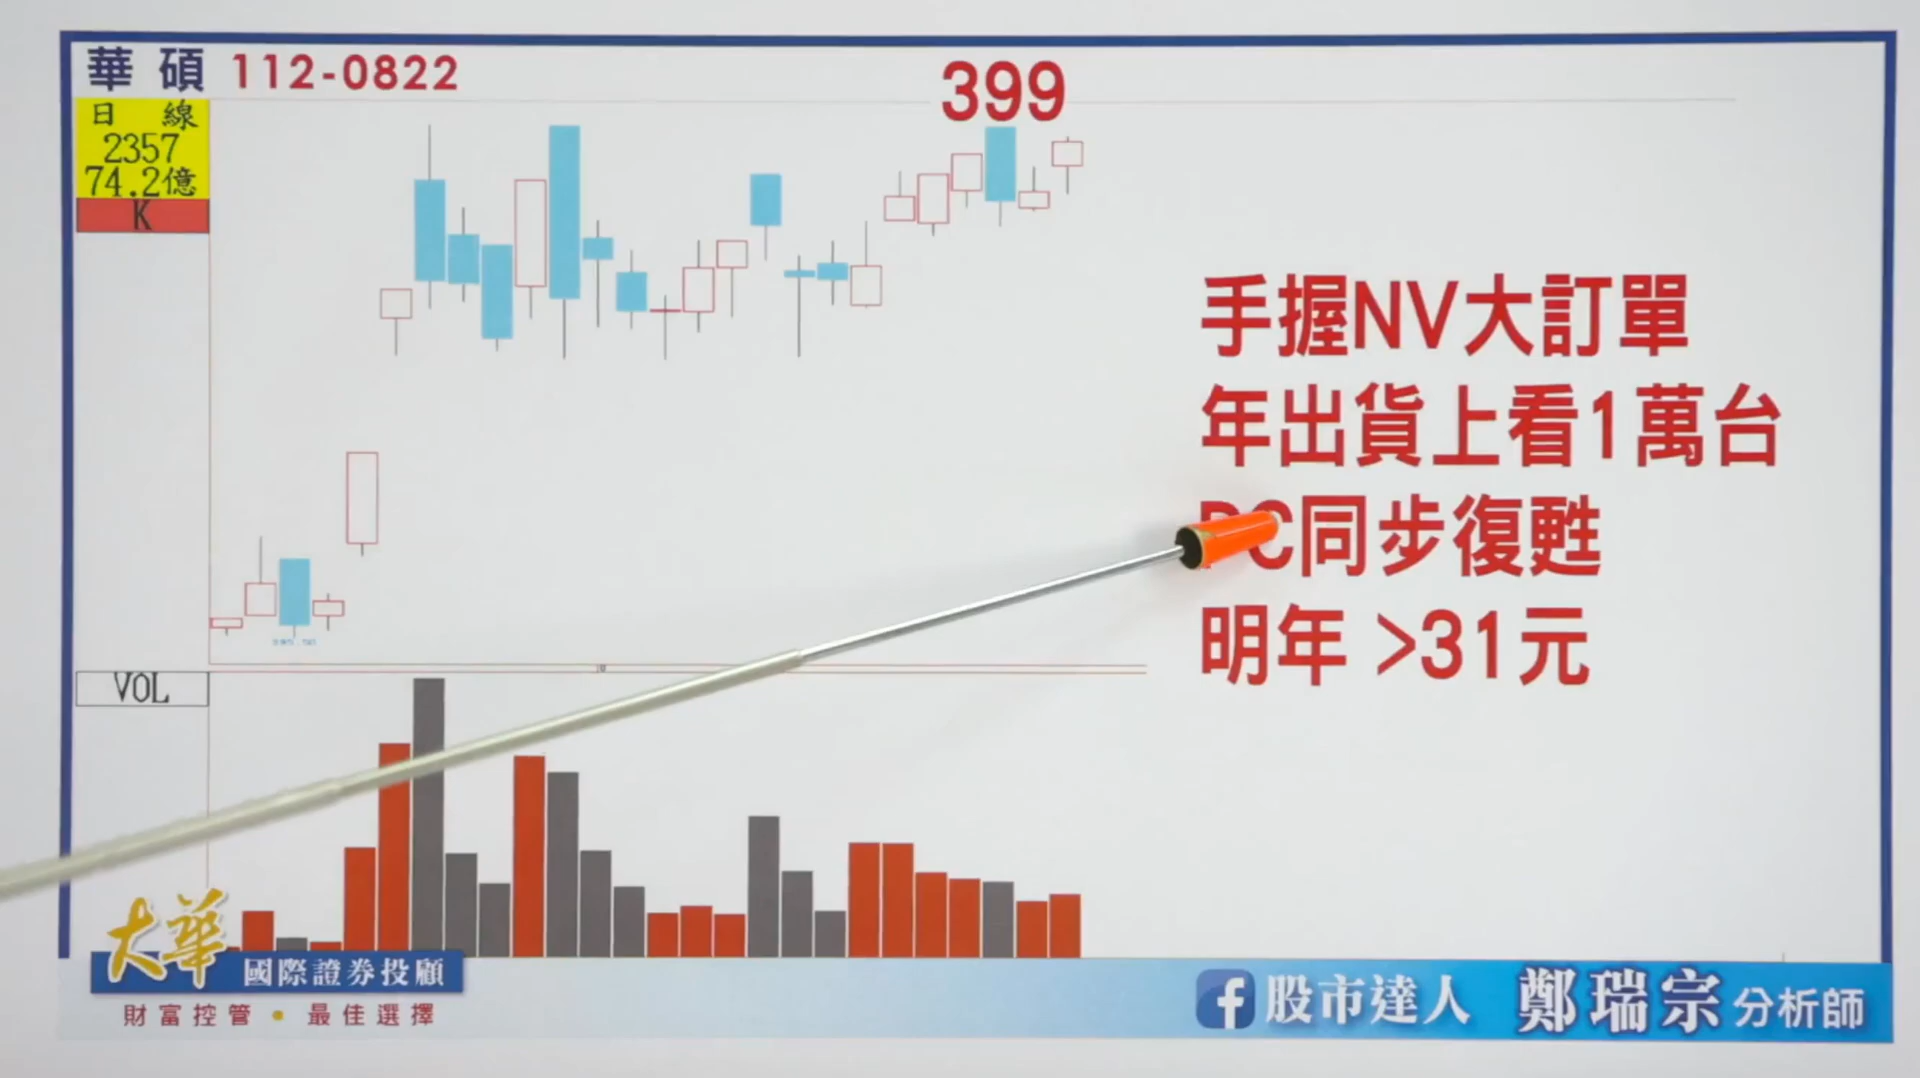 華碩 112-0822
399
日 線
2357
74.2億
K
手握NV大訂單
年出貨上看1萬台
PC同步復甦
明年 >31元
VOL
大華
國際證券投顧
財富控管•最佳選擇
f 股市達人 鄭瑞宗 分析師